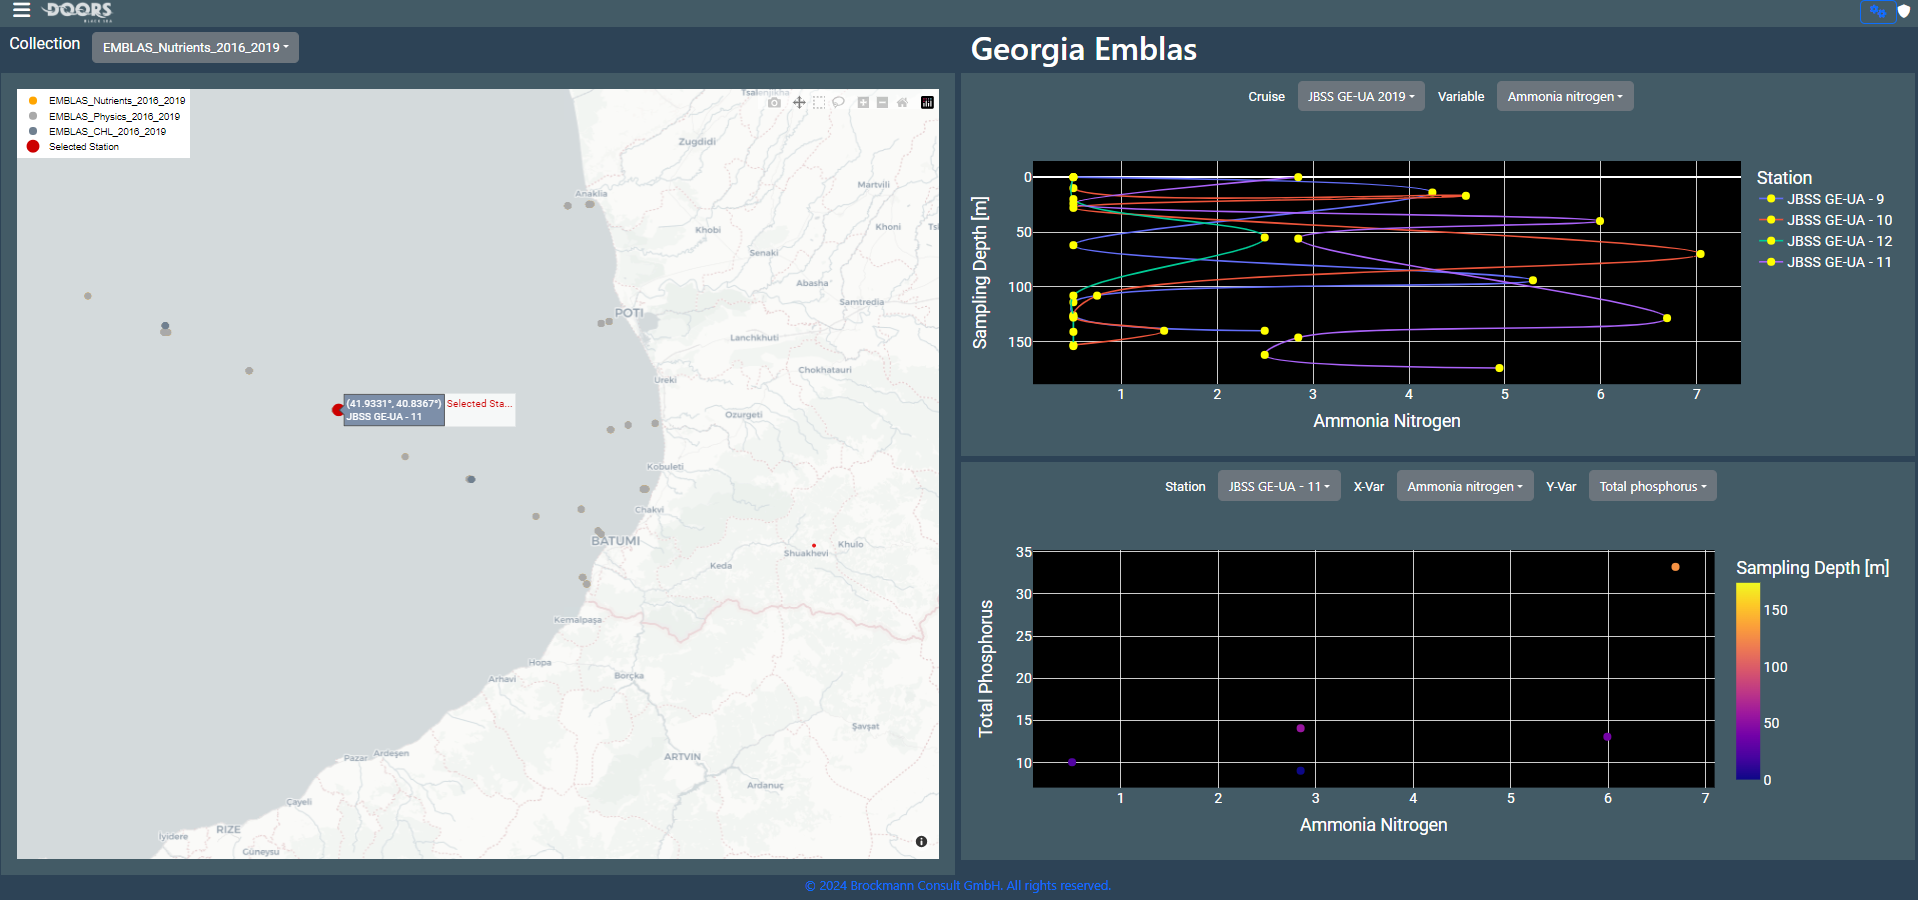 DOORS
BLACK SEA
Collection
EMBLAS_Nutrients_2016_2019
Georgia Emblas
EMBLAS_Nutrients_2016_2019
EMBLAS_Physics_2016_2019
EMBLAS_CHL_2016_2019
Selected Station
Tsalenjikha
Zugdidi
Martvili
Anaklia
Khobi
Khoni
Senaki
Abasha
Samtredia
POTI
Lanchkhuti
Chokhatauri
Ureki
(41.9331°, 40.8367°)
JBSS GE-UA - 11
Selected Sta...
Ozurgeti
Kobuleti
Chakvi
BATUMI
Khulo
Shuakhevi
Keda
Kemalpaşa
Hopa
Borçka
Arhavi
Şavşat
Ardeşen
Pazar
ARTVIN
Ardanuç
Çayeli
RIZE
İyidere
Güneysu
Cruise
JBSS GE-UA 2019
Variable
Ammonia nitrogen
0
50
100
150
Sampling Depth [m]
1 2 3 4 5 6 7
Ammonia Nitrogen
Station
JBSS GE-UA - 9
JBSS GE-UA - 10
JBSS GE-UA - 12
JBSS GE-UA - 11
Station
JBSS GE-UA - 11
X-Var
Ammonia nitrogen
Y-Var
Total phosphorus
35
30
25
20
15
10
Total Phosphorus
1 2 3 4 5 6 7
Ammonia Nitrogen
Sampling Depth [m]
150
100
50
0
© 2024 Brockmann Consult GmbH. All rights reserved.